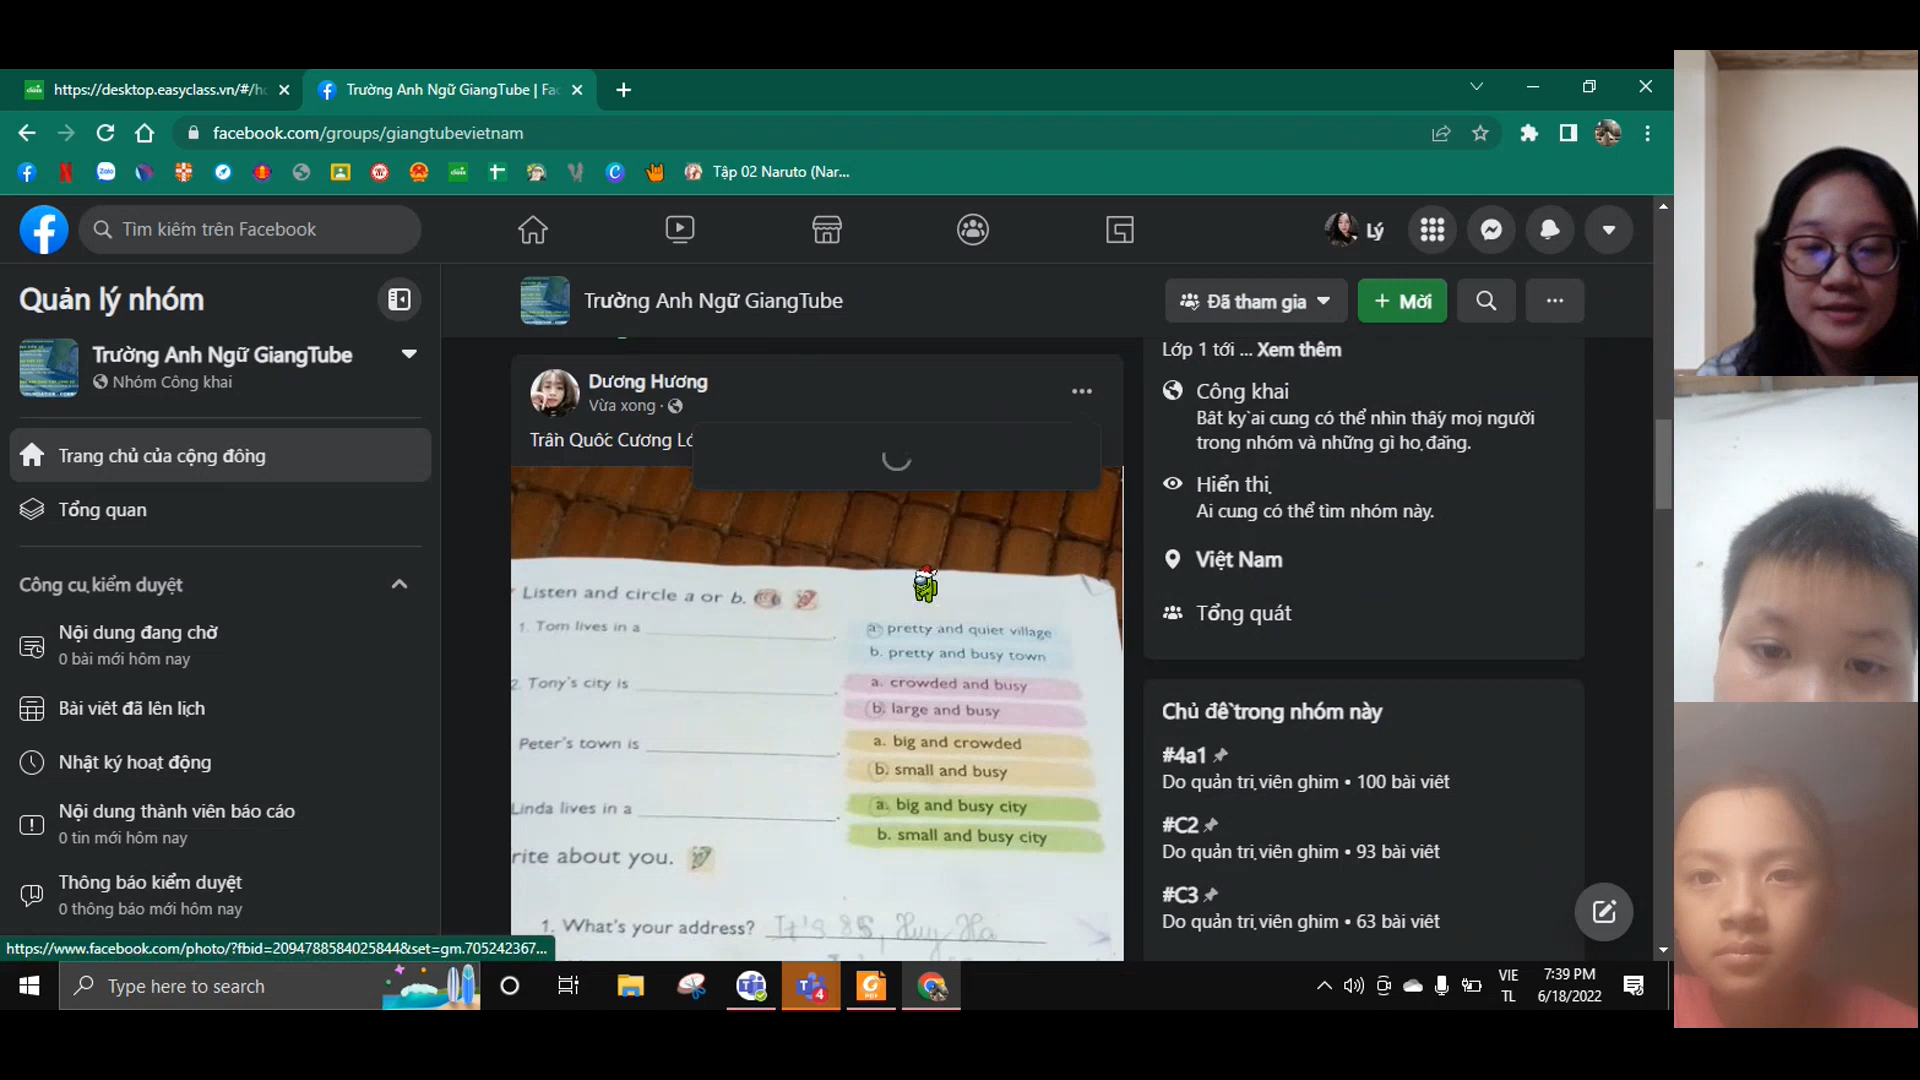 https://desktop.easyclass.vn/#/ho
Trường Anh Ngữ GiangTube | Fac
facebook.com/groups/giangtubevietnam
Tập 02 Naruto (Nar...
Tìm kiếm trên Facebook
Lý
Quản lý nhóm
Trường Anh Ngữ GiangTube
Nhóm Công khai
Trang chủ của cộng đồng
Tổng quan
Công cụ kiểm duyệt
Nội dung đang chờ
0 bài mới hôm nay
Bài viết đã lên lịch
Nhật ký hoạt động
Nội dung thành viên báo cáo
0 tin mới hôm nay
Thông báo kiểm duyệt
0 thông báo mới hôm nay
https://www.facebook.com/photo/?fbid=2094788584025844&set=gm.705242367...
Trường Anh Ngữ GiangTube
Đã tham gia
+ Mời
Dương Hương
Vừa xong
Trần Quốc Cương Lớ
Listen and circle a or b.
1. Tom lives in a
a. pretty and quiet village
b. pretty and busy town
2. Tony's city is
a. crowded and busy
b. large and busy
Peter's town is
a. big and crowded
b. small and busy
Linda lives in a
a. big and busy city
b. small and busy city
rite about you.
1. What's your address? It's 85, Huy Ha
Lớp 1 tới ... Xem thêm
Công khai
Bất kỳ ai cũng có thể nhìn thấy mọi người
trong nhóm và những gì họ đăng.
Hiển thị
Ai cũng có thể tìm nhóm này.
Việt Nam
Tổng quát
Chủ đề trong nhóm này
#4a1
Do quản trị viên ghim • 100 bài viết
#C2
Do quản trị viên ghim • 93 bài viết
#C3
Do quản trị viên ghim • 63 bài viết
Type here to search
4
VIE
TL
7:39 PM
6/18/2022